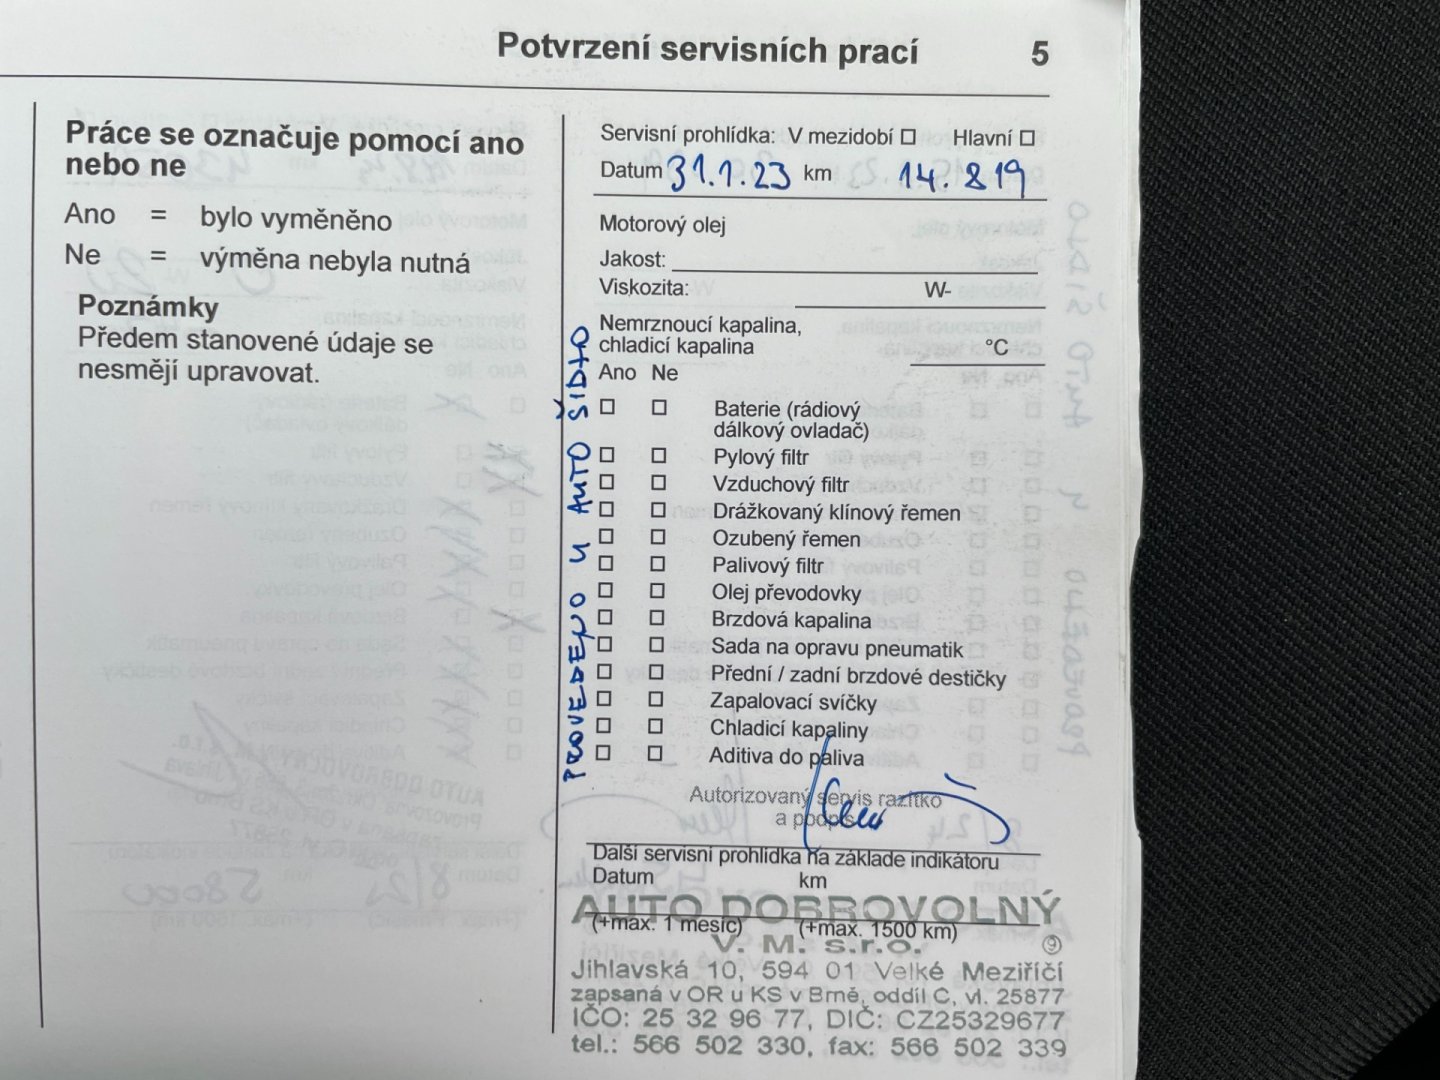 Potvrzení servisních prací 5
Práce se označuje pomocí ano
nebo ne
Ano = bylo vyměněno
Ne = výměna nebyla nutná
Poznámky
Předem stanovené údaje se
nesmějí upravovat.
Servisní prohlídka: V mezidobí □ Hlavní □
Datum 31.1.23 km 14.819
Motorový olej
Jakost:
Viskozita: W-
Nemrznoucí kapalina,
chladicí kapalina °C
Ano Ne
□ □ Baterie (rádiový
dálkový ovladač)
□ □ Pylový filtr
□ □ Vzduchový filtr
□ □ Drážkovaný klínový řemen
□ □ Ozubený řemen
□ □ Palivový filtr
□ □ Olej převodovky
□ □ Brzdová kapalina
□ □ Sada na opravu pneumatik
□ □ Přední / zadní brzdové destičky
□ □ Zapalovací svíčky
□ □ Chladicí kapaliny
□ □ Aditiva do paliva
PROVEDENO U AUTO ŠIDLO
Autorizovaný servis razítko
a podpis
Další servisní prohlídka na základe indikátoru
Datum km
(+max. 1 mesíc) (+max. 1500 km)
AUTO DOBROVOLNÝ
V. M. s.r.o. 9
Jihlavská 10, 594 01 Velké Meziříčí
zapsaná v OR u KS v Brně, oddíl C, vl. 25877
IČO: 25 32 96 77, DIČ: CZ25329677
tel.: 566 502 330, fax: 566 502 339